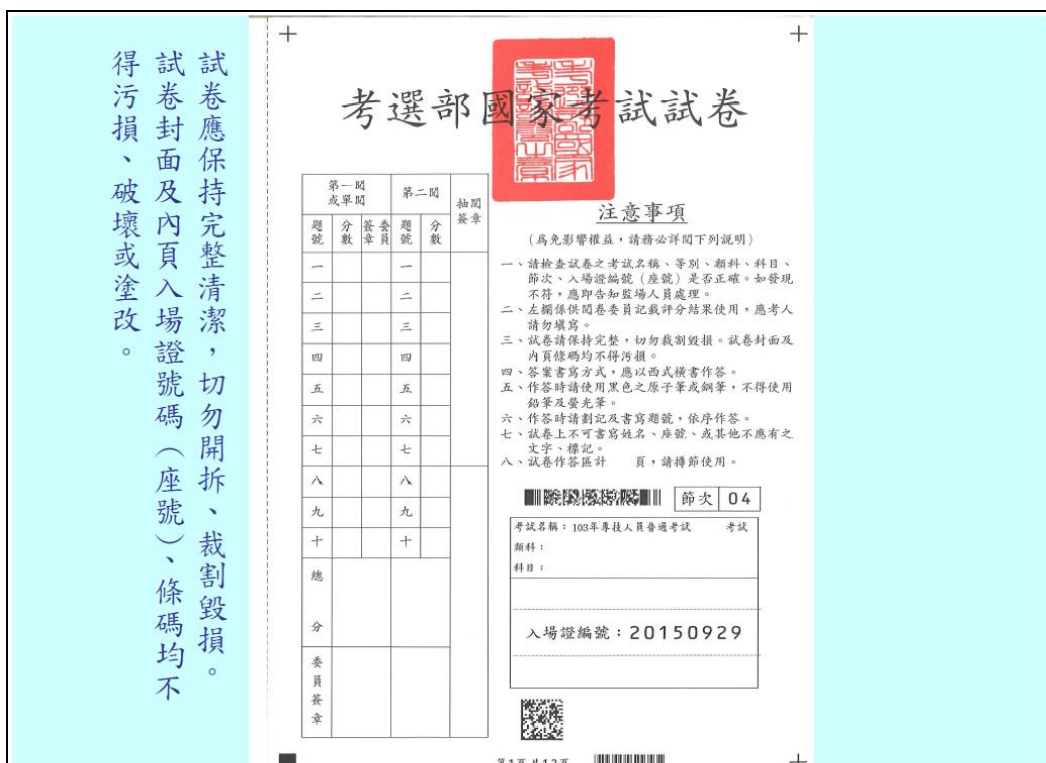 試卷應保持完整清潔，切勿開拆、裁割毀損。
試卷封面及內頁入場證號碼（座號）、條碼均不
得污損、破壞或塗改。
考選部國家考試試卷
第一閱
或單閱
第二閱
抽閱
簽章
題號
分數
委員
簽章
題號
分數
一
二
三
四
五
六
七
八
九
十
總分
委員簽章
一
二
三
四
五
六
七
八
九
十
注意事項
（為免影響權益，請務必詳閱下列說明）
一、請檢查試卷之考試名稱、等別、類科、科目、
節次、入場證編號（座號）是否正確。如發現
不符，應即告知監場人員處理。
二、左欄係供閱卷委員記載評分結果使用，應考人
請勿填寫。
三、試卷請保持完整，切勿裁割毀損。試卷封面及
內頁條碼均不得污損。
四、答案書寫方式，應以西式橫書作答。
五、作答時請使用黑色之原子筆或鋼筆，不得使用
鉛筆及螢光筆。
六、作答時請劃記及書寫題號，依序作答。
七、試卷上不可書寫姓名、座號、或其他不應有之
文字、標記。
八、試卷作答區計　　頁，請撙節使用。
節次 04
考試名稱：103年專技人員普通考試　　考試
類科：
科目：
入場證編號：20150929
第1頁 共12頁